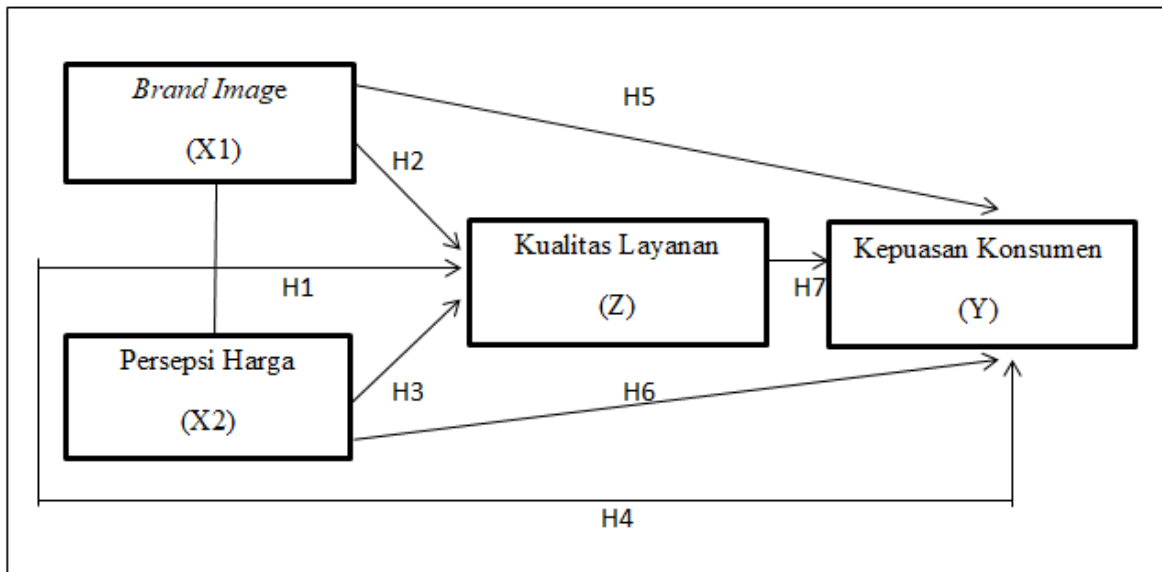 Brand Image
(X1)
H5
H2
Kualitas Layanan
(Z)
Kepuasan Konsumen
(Y)
H1
H7
Persepsi Harga
(X2)
H3
H6
H4